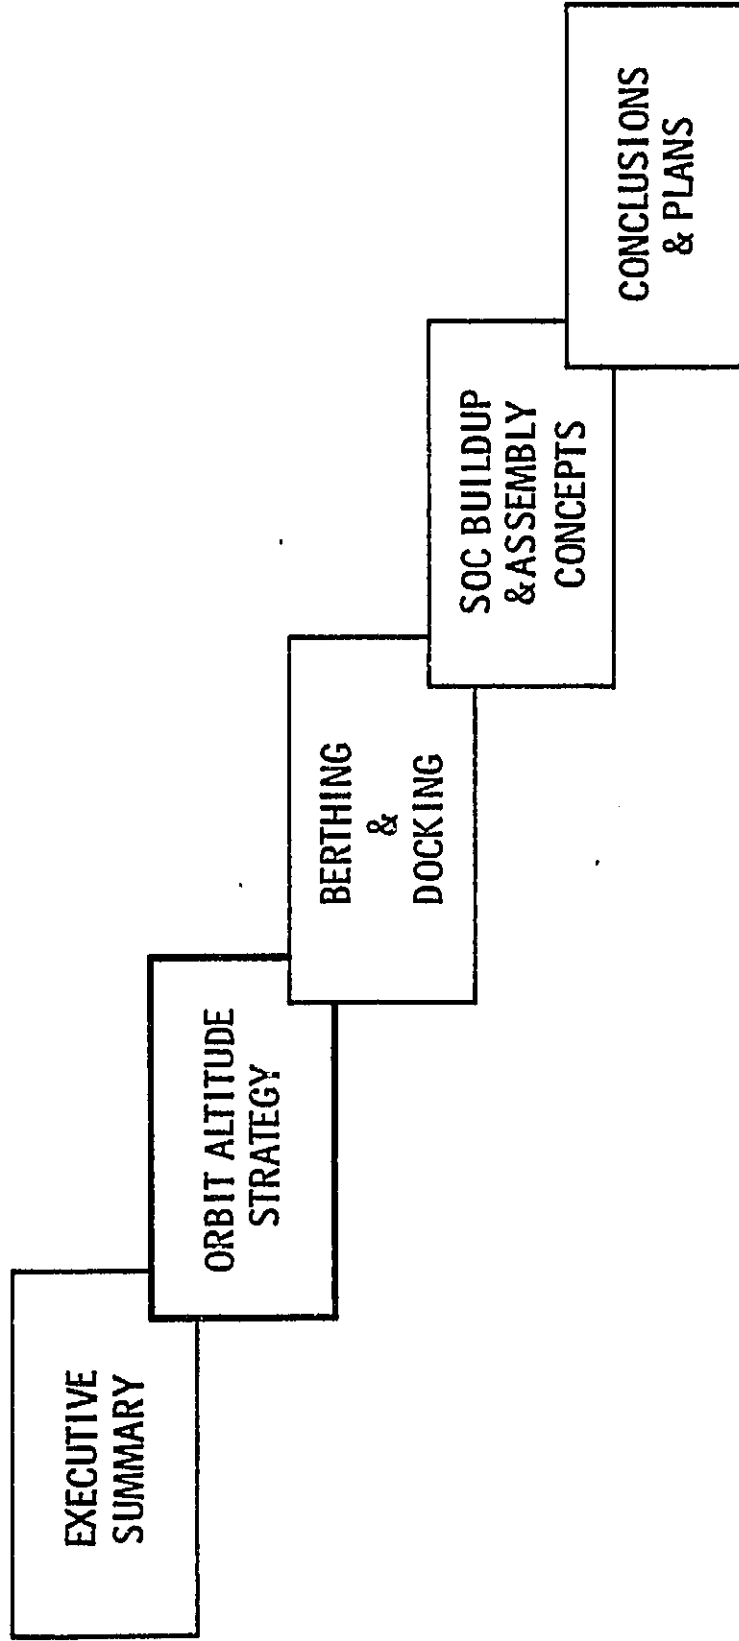 EXECUTIVE
SUMMARY
ORBIT ALTITUDE
STRATEGY
BERTHING
&
DOCKING
SOC BUILDUP
&ASSEMBLY
CONCEPTS
CONCLUSIONS
& PLANS